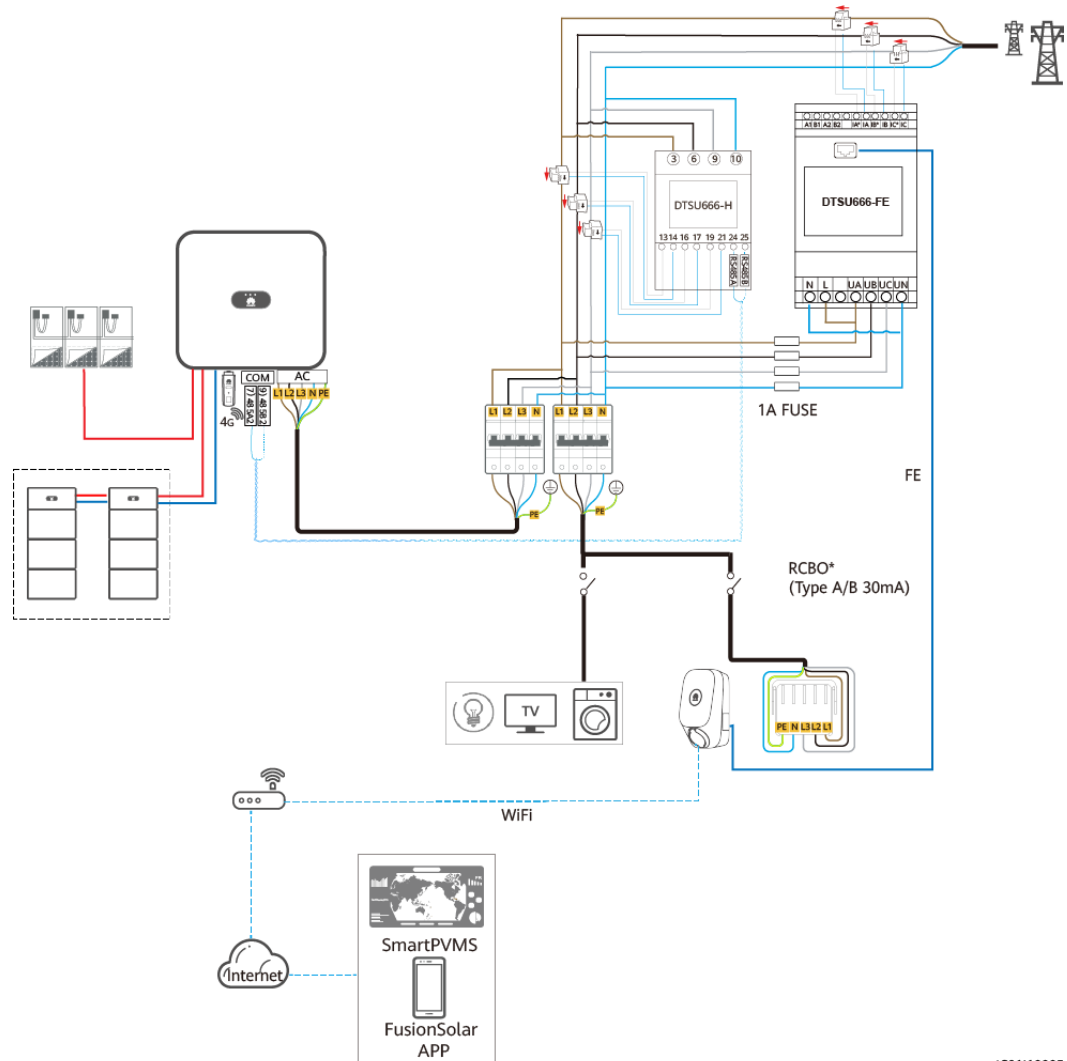 A1 B1 A2 B2 IA* IA IB* IB IC* IC
3 6 9 10
DTSU666-H
DTSU666-FE
13 14 16 17 19 21 24 25
RS485A
RS485B
N L UA UB UC UN
COM
AC
L1 L2 L3 N PE
7) 485A2
9) 485B2
4G
L1 L2 L3 N
L1 L2 L3 N
1A FUSE
FE
PE
PE
RCBO*
(Type A/B 30mA)
TV
PE N L3 L2 L1
WiFi
Internet
SmartPVMS
FusionSolar
APP